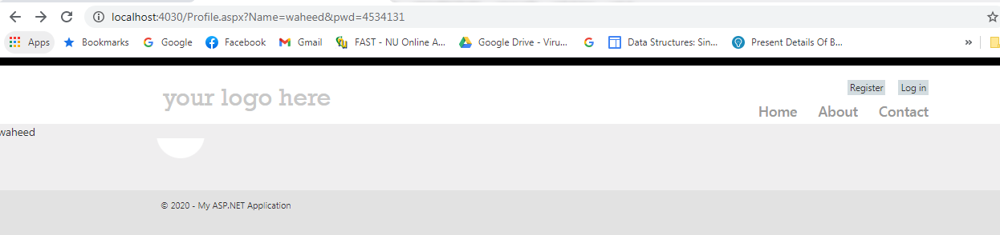 localhost:4030/Profile.aspx?Name=waheed&pwd=4534131
Apps Bookmarks Google Facebook Gmail FAST - NU Online A... Google Drive - Viru... Data Structures: Sin... Present Details Of B... »
Register Log in
your logo here
Home About Contact
waheed
© 2020 - My ASP.NET Application